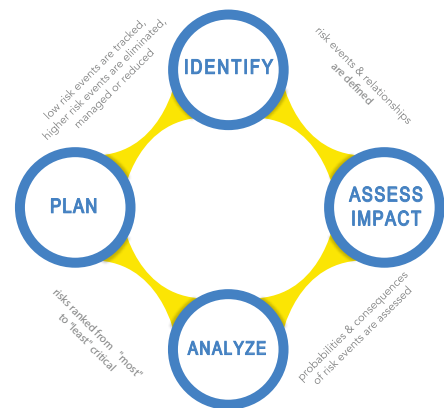 IDENTIFY
risk events & relationships
are defined
ASSESS
IMPACT
probabilities & consequences
of risk events are assessed
ANALYZE
risks ranked from "most"
to "least" critical
PLAN
low risk events are tracked,
higher risk events are eliminated,
managed or reduced